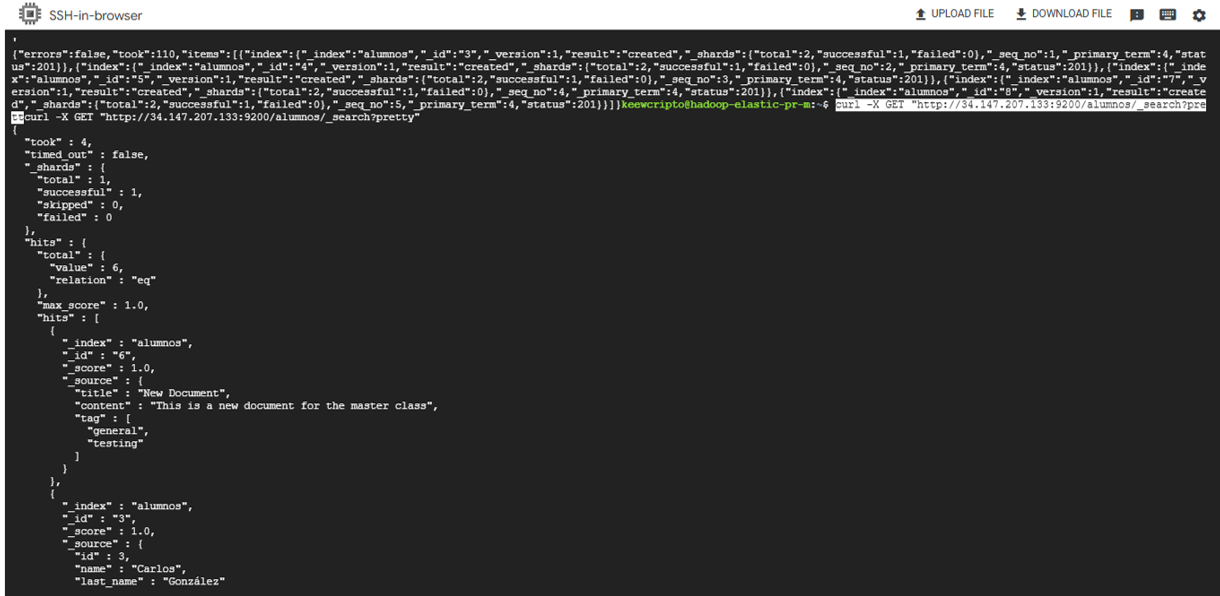 SSH-in-browser
UPLOAD FILE
DOWNLOAD FILE
'
{"errors":false,"took":110,"items":[{"index":{"_index":"alumnos","_id":"3","_version":1,"result":"created","_shards":{"total":2,"successful":1,"failed":0},"_seq_no":1,"_primary_term":4,"stat
us":201}},{"index":{"_index":"alumnos","_id":"4","_version":1,"result":"created","_shards":{"total":2,"successful":1,"failed":0},"_seq_no":2,"_primary_term":4,"status":201}},{"index":{"_inde
x":"alumnos","_id":"5","_version":1,"result":"created","_shards":{"total":2,"successful":1,"failed":0},"_seq_no":3,"_primary_term":4,"status":201}},{"index":{"_index":"alumnos","_id":"7","_v
ersion":1,"result":"created","_shards":{"total":2,"successful":1,"failed":0},"_seq_no":4,"_primary_term":4,"status":201}},{"index":{"_index":"alumnos","_id":"8","_version":1,"result":"create
d","_shards":{"total":2,"successful":1,"failed":0},"_seq_no":5,"_primary_term":4,"status":201}}]}keewcripto@hadoop-elastic-pr-m:~$ curl -X GET "http://34.147.207.133:9200/alumnos/_search?pre
ttcurl -X GET "http://34.147.207.133:9200/alumnos/_search?pretty"
{
"took" : 4,
"timed_out" : false,
"_shards" : {
"total" : 1,
"successful" : 1,
"skipped" : 0,
"failed" : 0
},
"hits" : {
"total" : {
"value" : 6,
"relation" : "eq"
},
"max_score" : 1.0,
"hits" : [
{
"_index" : "alumnos",
"_id" : "6",
"_score" : 1.0,
"_source" : {
"title" : "New Document",
"content" : "This is a new document for the master class",
"tag" : [
"general",
"testing"
]
}
},
{
"_index" : "alumnos",
"_id" : "3",
"_score" : 1.0,
"_source" : {
"id" : 3,
"name" : "Carlos",
"last_name" : "González"